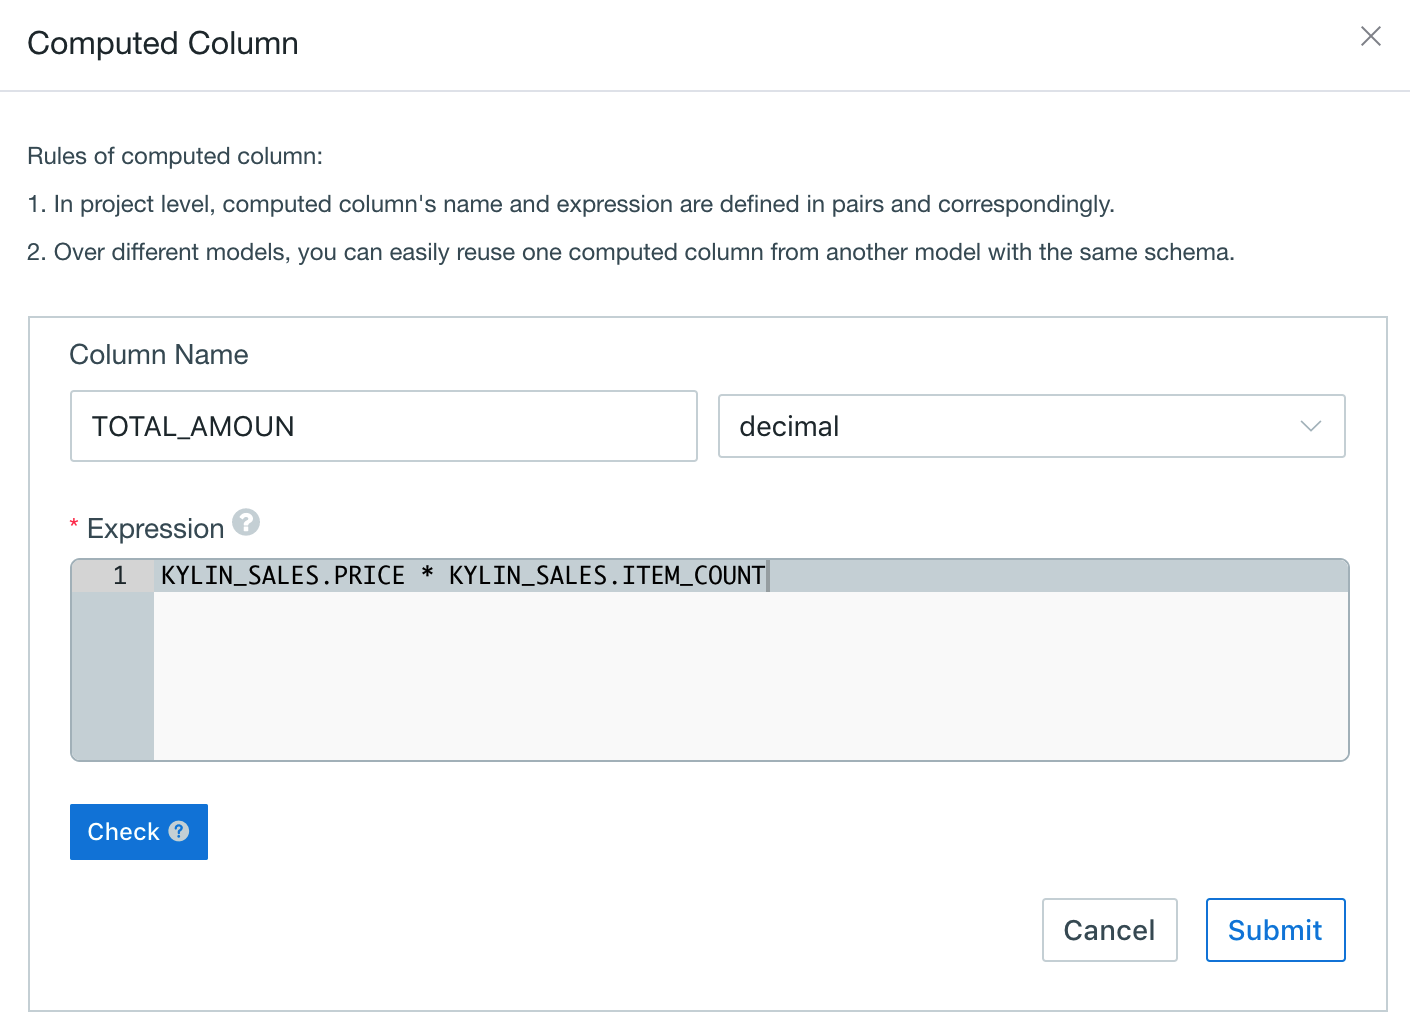 Computed Column
Rules of computed column:
1. In project level, computed column's name and expression are defined in pairs and correspondingly.
2. Over different models, you can easily reuse one computed column from another model with the same schema.
Column Name
TOTAL_AMOUN
decimal
* Expression ?
1 KYLIN_SALES.PRICE * KYLIN_SALES.ITEM_COUNT
Check ?
Cancel Submit